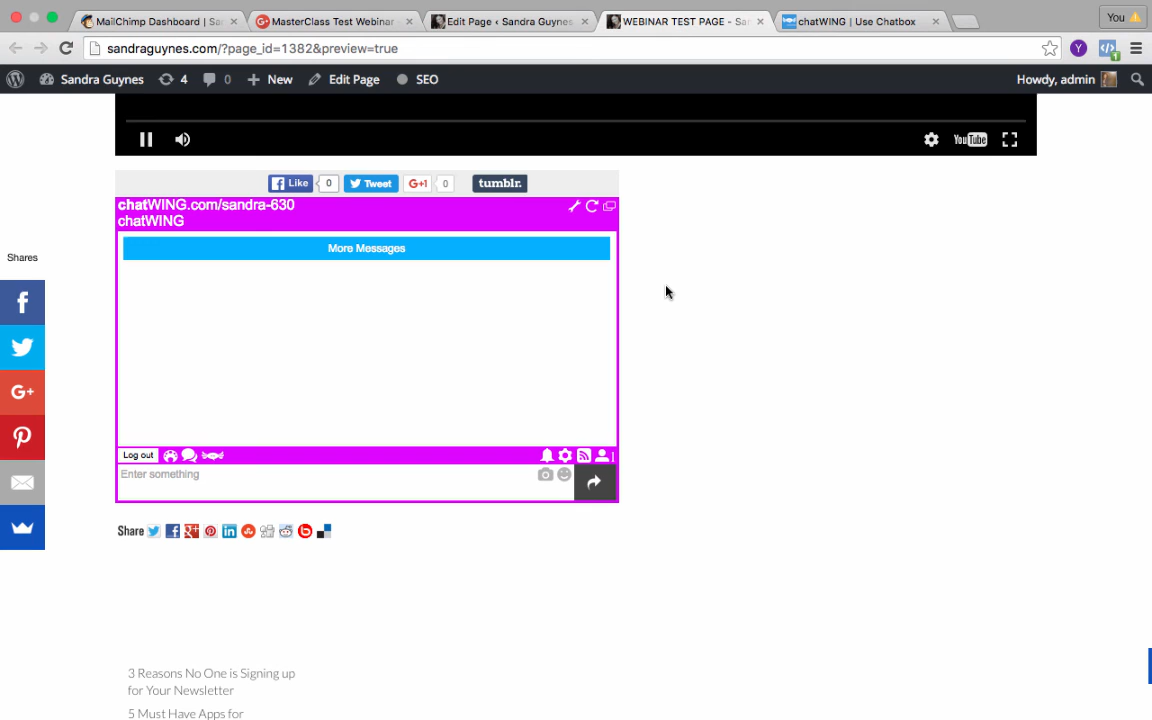 MailChimp Dashboard | Sa
MasterClass Test Webinar
Edit Page ‹ Sandra Guynes
WEBINAR TEST PAGE - Sa
chatWING | Use Chatbox
You
sandraguynes.com/?page_id=1382&preview=true
Sandra Guynes
4
0
New
Edit Page
SEO
Howdy, admin
YouTube
Like
0
Tweet
G+1
0
tumblr.
chatWING.com/sandra-630
chatWING
More Messages
Shares
Log out
1
Enter something
Share
3 Reasons No One is Signing up
for Your Newsletter
5 Must Have Apps for